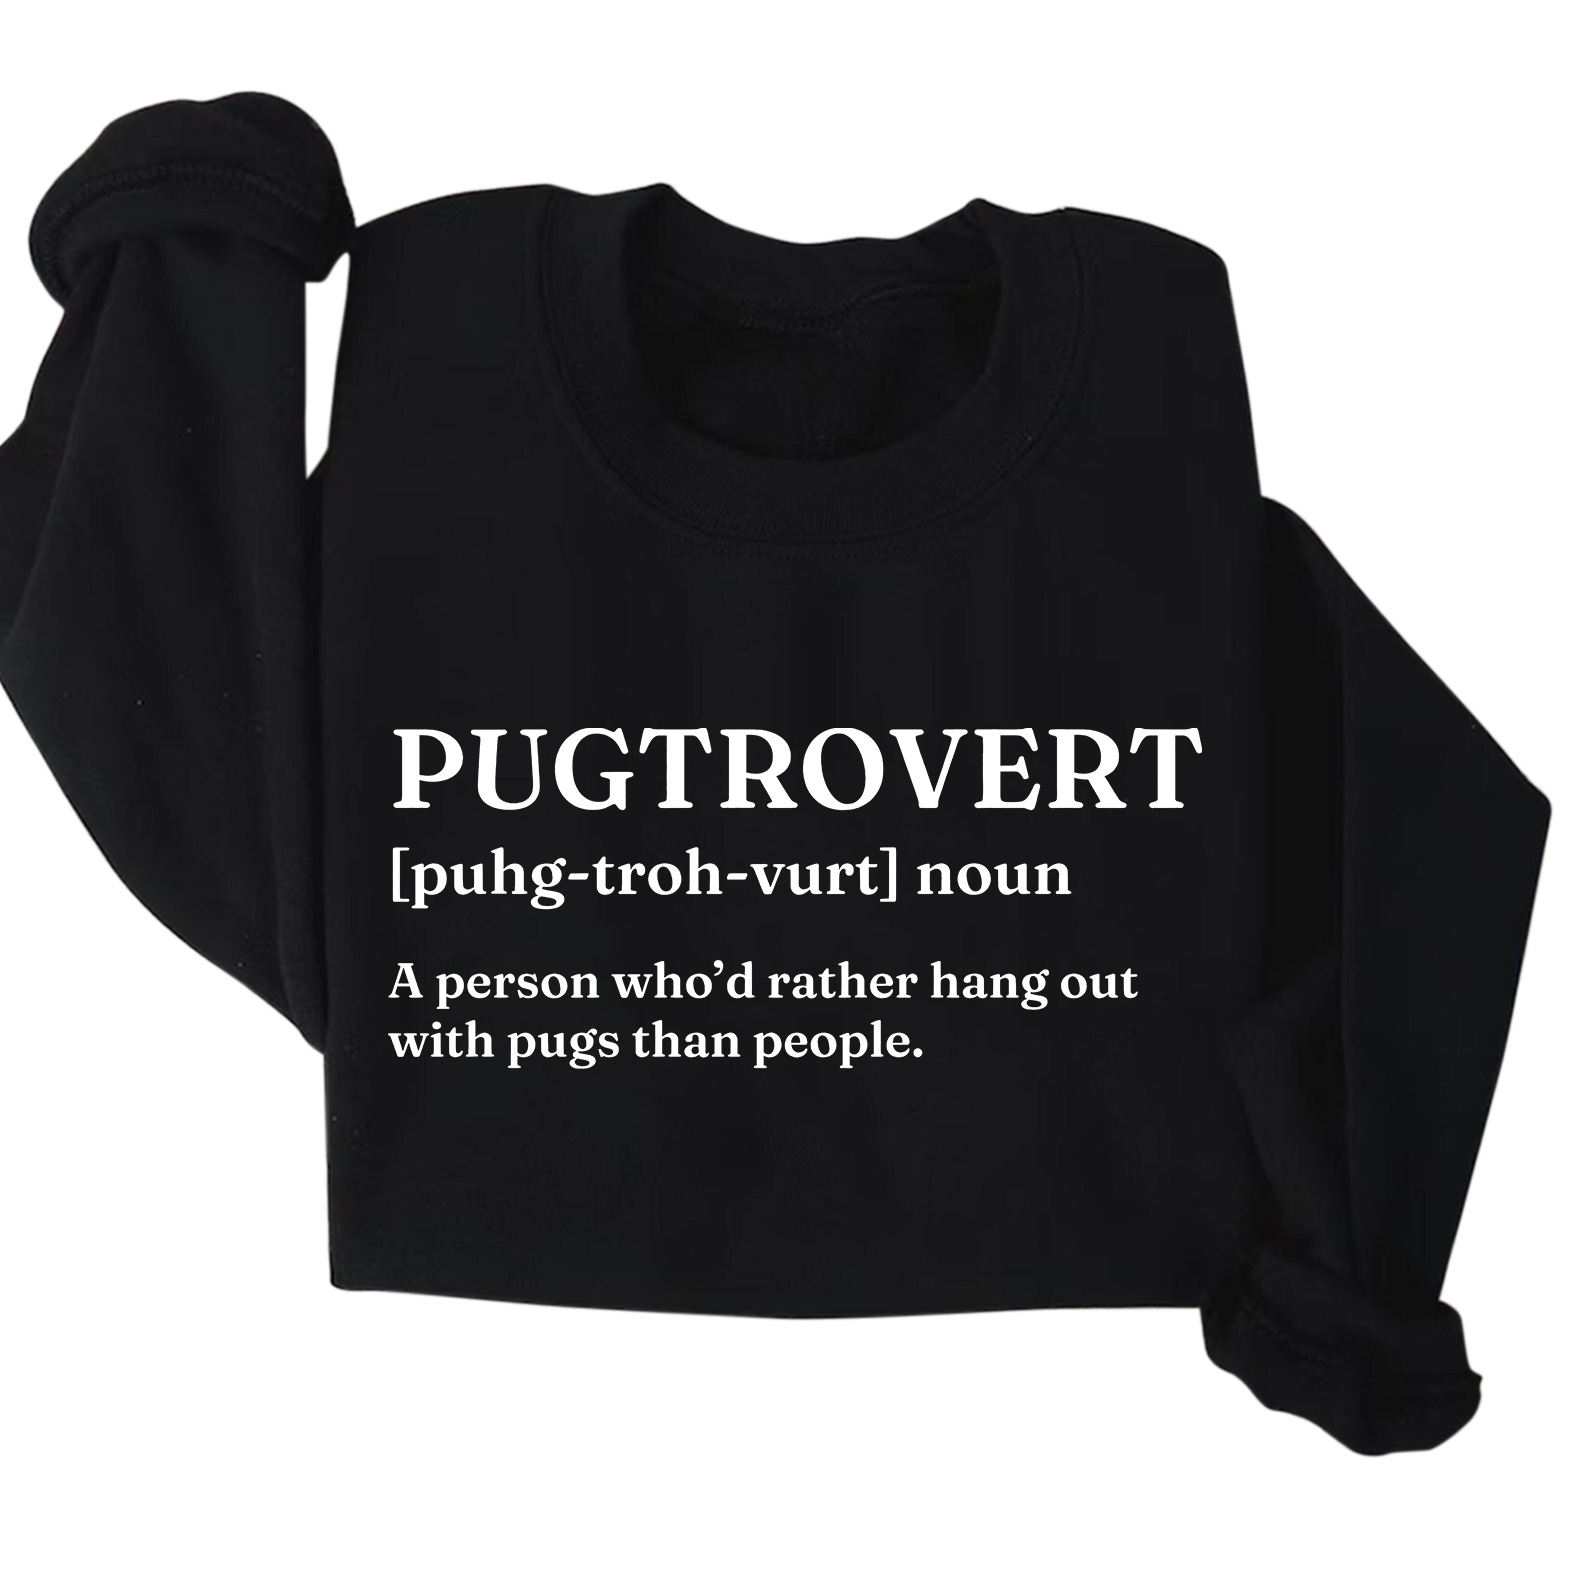 PUGTROVERT
[puhg-troh-vurt] noun
A person who’d rather hang out
with pugs than people.